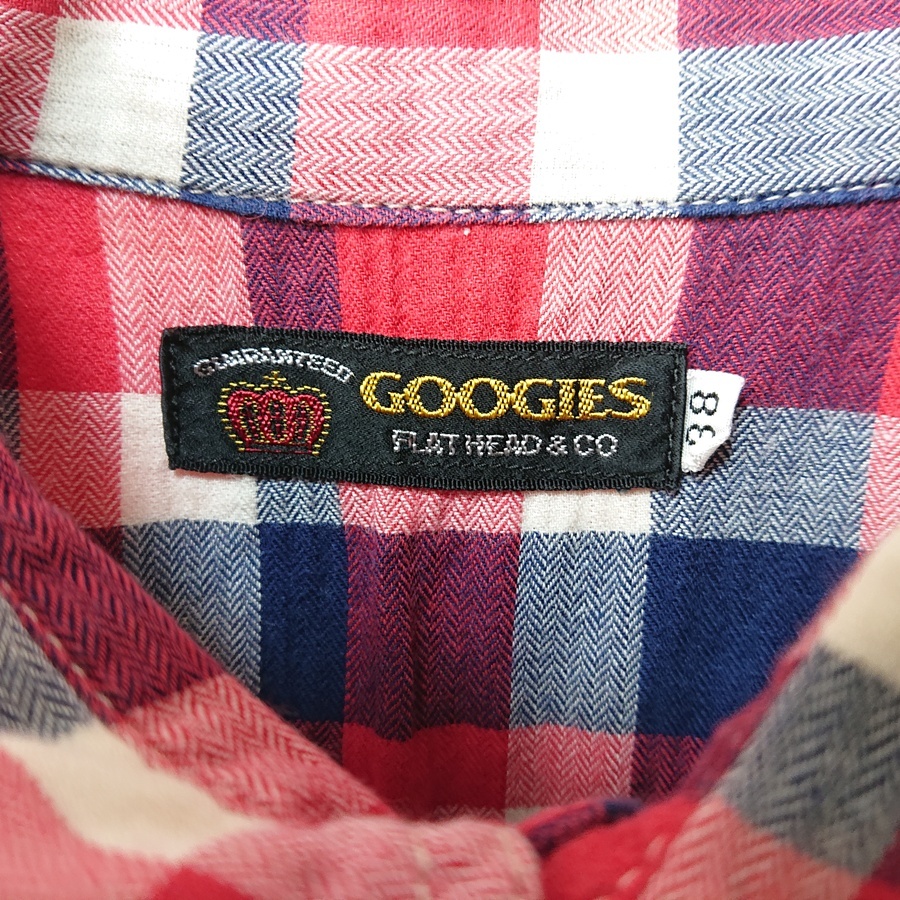 GUARANTEED
GOOGIES
FLAT HEAD & CO
38